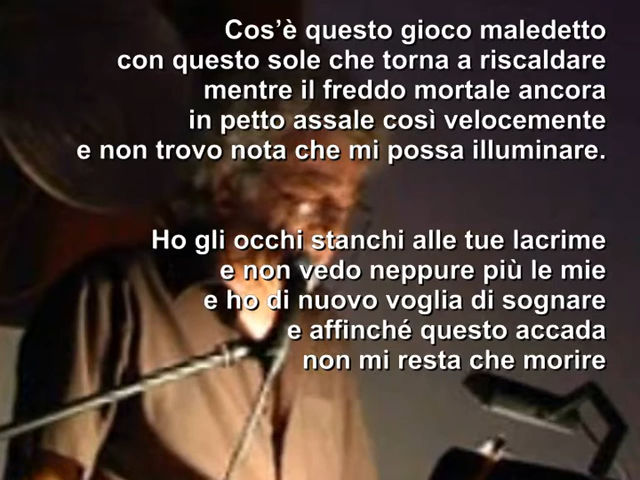 Cos’è questo gioco maledetto
con questo sole che torna a riscaldare
mentre il freddo mortale ancora
in petto assale così velocemente
e non trovo nota che mi possa illuminare.
Ho gli occhi stanchi alle tue lacrime
e non vedo neppure più le mie
e ho di nuovo voglia di sognare
e affinché questo accada
non mi resta che morire